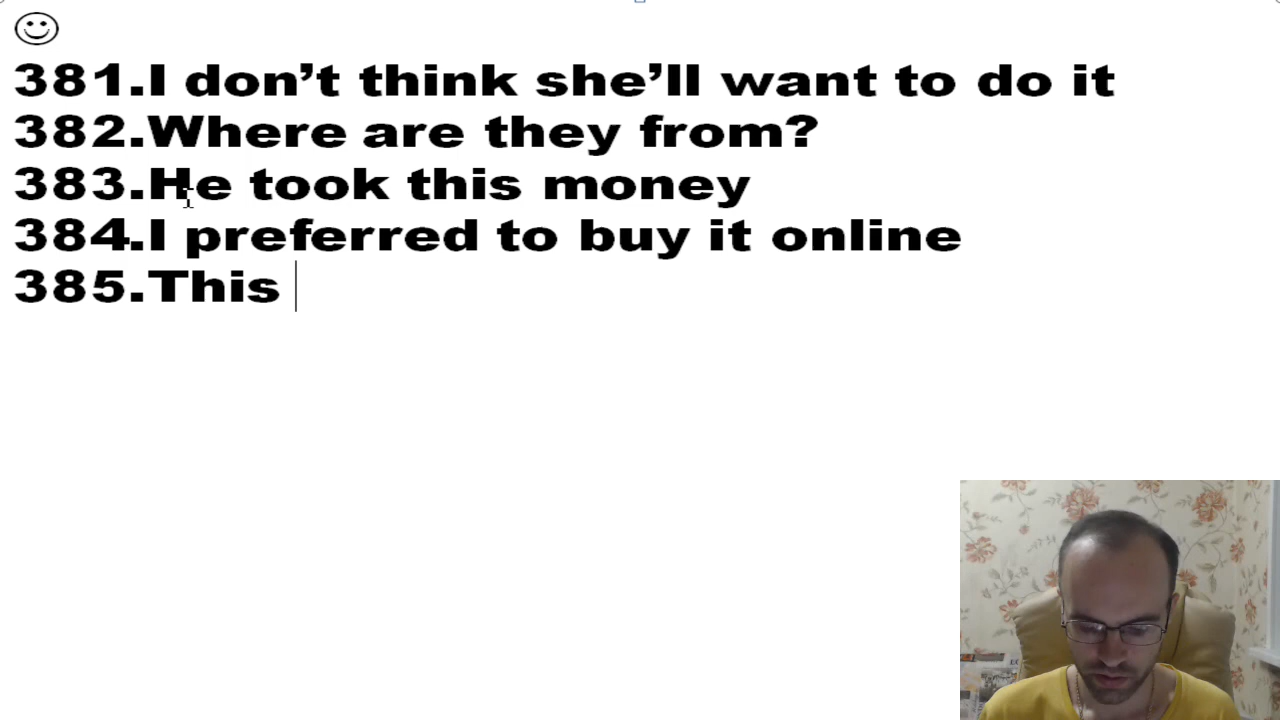 381.I don’t think she’ll want to do it
382.Where are they from?
383.He took this money
384.I preferred to buy it online
385.This